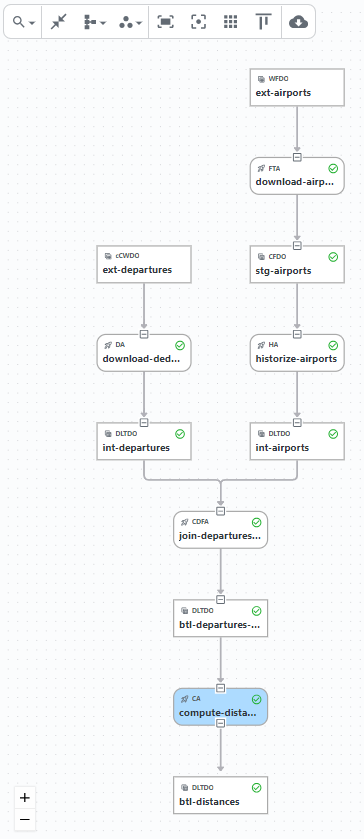 WFDO
ext-airports
FTA
download-airp...
cCWDO
ext-departures
CFDO
stg-airports
DA
download-ded...
HA
historize-airports
DLTDO
int-departures
DLTDO
int-airports
CDFA
join-departures...
DLTDO
btl-departures-...
CA
compute-dista...
DLTDO
btl-distances